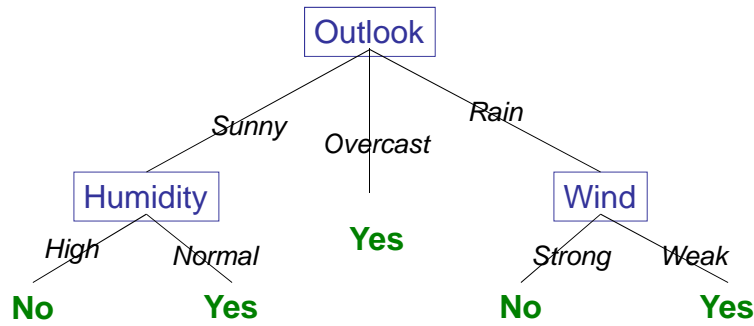 Outlook
Sunny
Overcast
Rain
Humidity
Wind
High
Normal
Yes
Strong
Weak
No
Yes
No
Yes